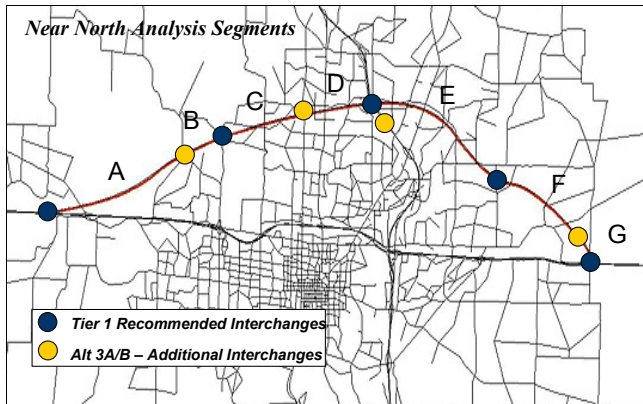 Near North Analysis Segments
D
E
C
B
A
F
G
Tier 1 Recommended Interchanges
Alt 3A/B – Additional Interchanges